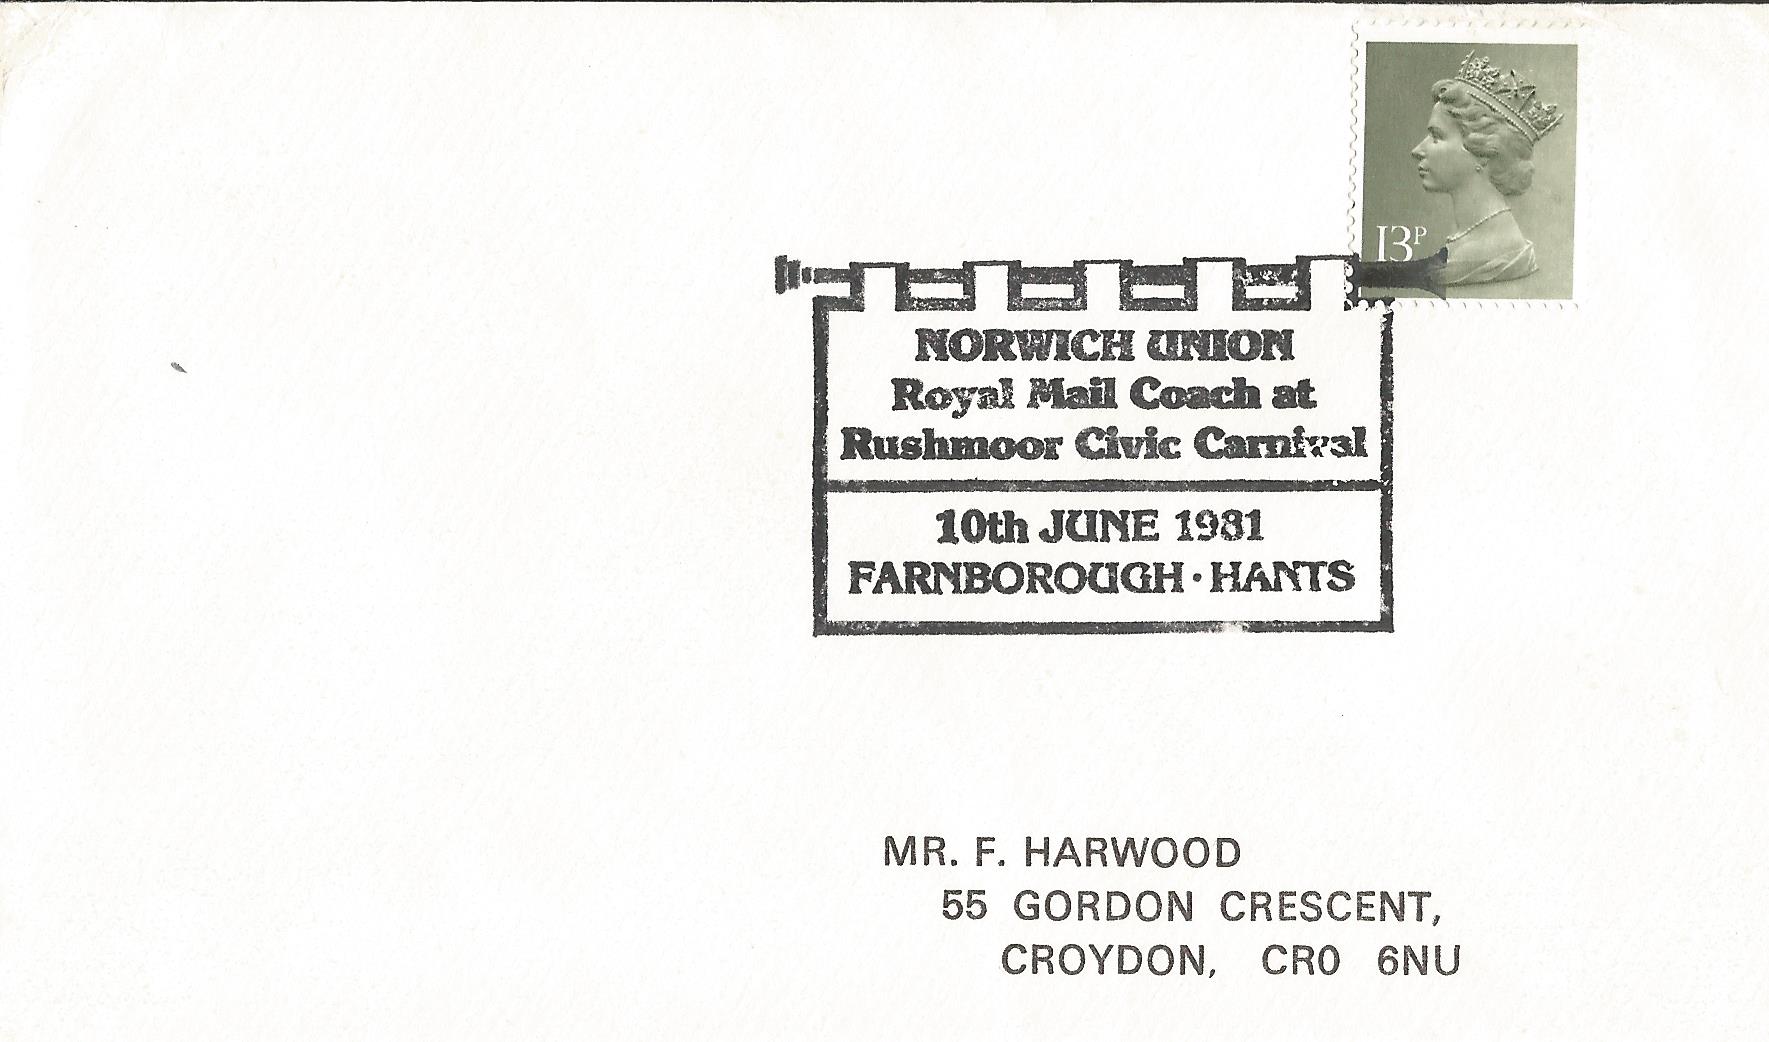 13P
NORWICH UNION
Royal Mail Coach at
Rushmoor Civic Carnival
10th JUNE 1981
FARNBOROUGH · HANTS
MR. F. HARWOOD
55 GORDON CRESCENT,
CROYDON, CR0 6NU